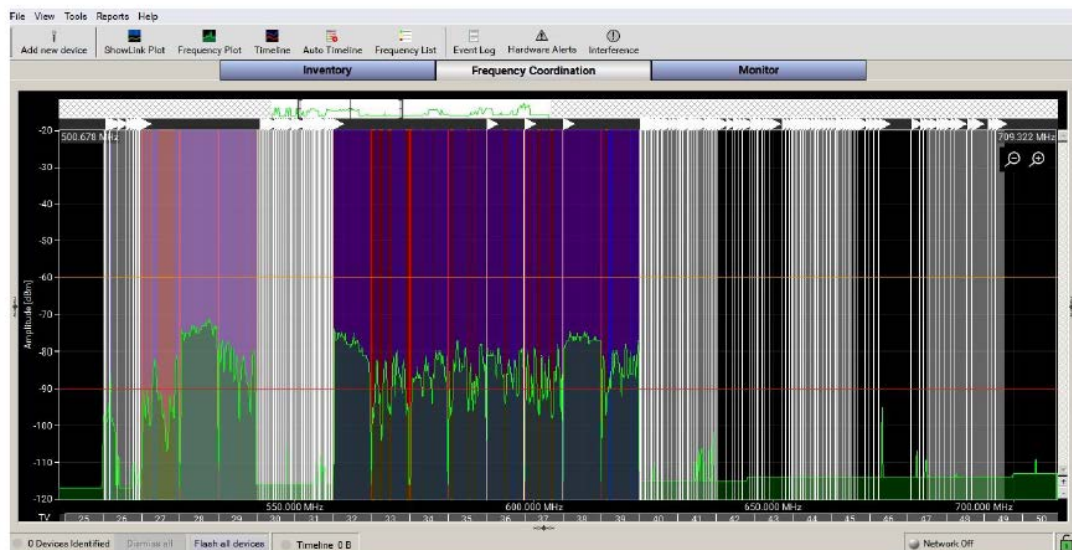 File View Tools Reports Help
Add new device ShowLink Plot Frequency Plot Timeline Auto Timeline Frequency List Event Log Hardware Alerts Interference
Inventory Frequency Coordination Monitor
500.678 MHz 709.322 MHz
-20
-30
-40
-50
-60
Amplitude [dBm]
-70
-80
-90
-100
-110
-120
550.000 MHz 600.000 MHz 650.000 MHz 700.000 MHz
TV 25 26 27 28 29 30 31 32 33 34 35 36 37 38 39 40 41 42 43 44 45 46 47 48 49 50
0 Devices Identified Dismiss all Flash all devices Timeline 0 B Network Off